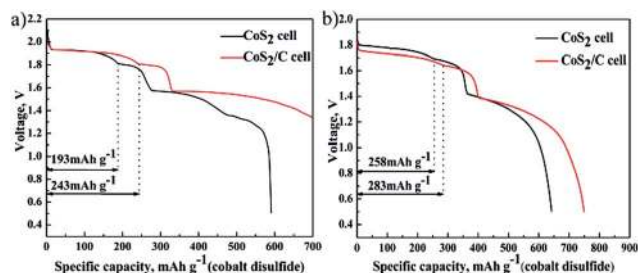 a)
CoS₂ cell
CoS₂/C cell
Voltage, V
2.0
1.8
1.6
1.4
1.2
1.0
0.8
0.6
0.4
193mAh g⁻¹
243mAh g⁻¹
0 100 200 300 400 500 600 700
Specific capacity, mAh g⁻¹(cobalt disulfide)
b)
CoS₂ cell
CoS₂/C cell
Voltage, V
2.0
1.8
1.6
1.4
1.2
1.0
0.8
0.6
0.4
258mAh g⁻¹
283mAh g⁻¹
0 100 200 300 400 500 600 700 800 900
Specific capacity, mAh g⁻¹(cobalt disulfide)